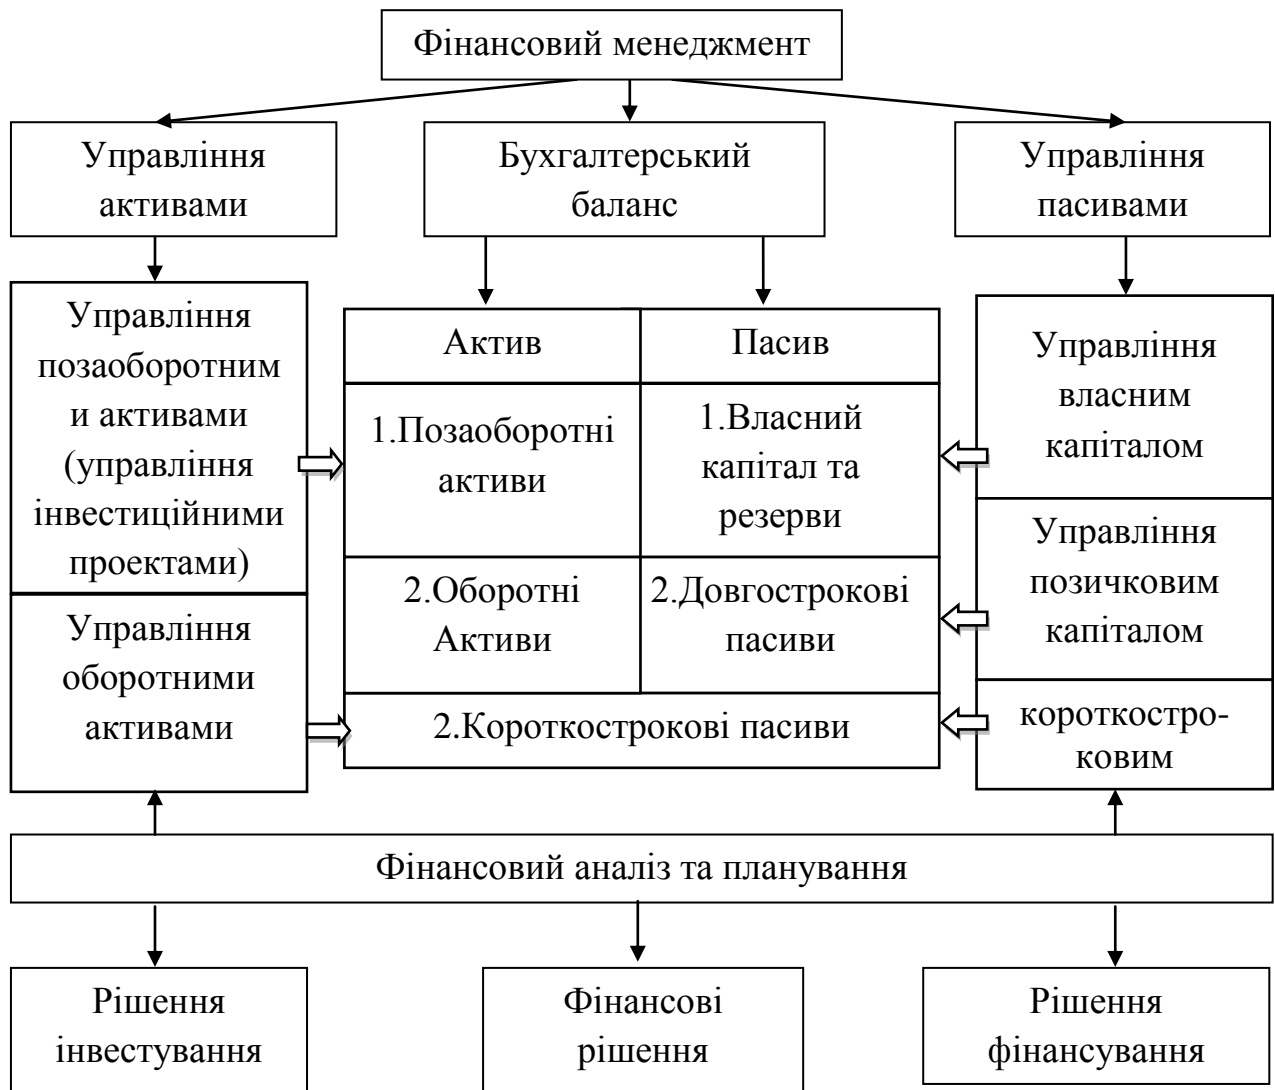 Фінансовий менеджмент
Управління
активами
Бухгалтерський
баланс
Управління
пасивами
Управління
позаоборотним
и активами
(управління
інвестиційними
проектами)
Управління
оборотними
активами
Актив
Пасив
1.Позаоборотні
активи
1.Власний
капітал та
резерви
2.Оборотні
Активи
2.Довгострокові
пасиви
2.Короткострокові пасиви
Управління
власним
капіталом
Управління
позичковим
капіталом
короткостро-
ковим
Фінансовий аналіз та планування
Рішення
інвестування
Фінансові
рішення
Рішення
фінансування